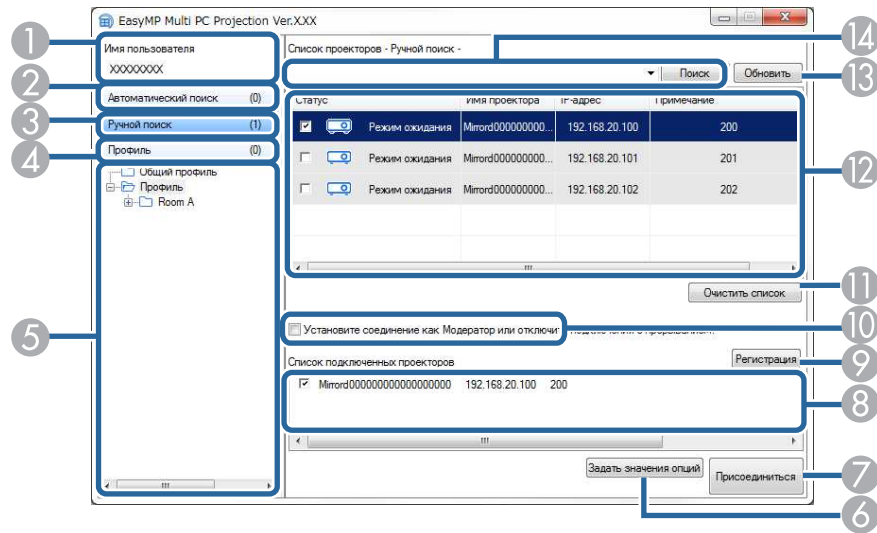 EasyMP Multi PC Projection Ver.XXX
Имя пользователя
XXXXXXXX
Автоматический поиск (0)
Ручной поиск (1)
Профиль (0)
Общий профиль
Профиль
Room A
Список проекторов - Ручной поиск -
Поиск
Обновить
Статус Имя проектора IP-адрес Примечание
Режим ожидания Mirrord000000000... 192.168.20.100 200
Режим ожидания Mirrord000000000... 192.168.20.101 201
Режим ожидания Mirrord000000000... 192.168.20.102 202
Очистить список
Установите соединение как Модератор или отключи
Список подключенных проекторов
Регистрация
Mirrord000000000000000000 192.168.20.100 200
Задать значения опций
Присоединиться
1
2
3
4
5
14
13
12
11
10
9
8
7
6